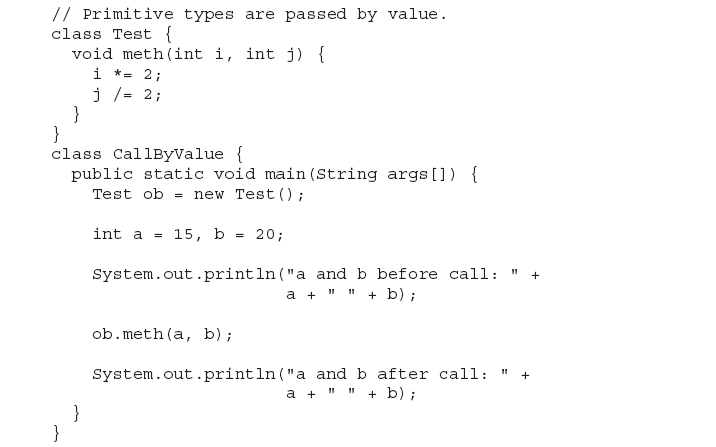 // Primitive types are passed by value.
class Test {
  void meth(int i, int j) {
    i *= 2;
    j /= 2;
  }
}
class CallByValue {
  public static void main(String args[]) {
    Test ob = new Test();

    int a = 15, b = 20;

    System.out.println("a and b before call: " +
                       a + " " + b);

    ob.meth(a, b);

    System.out.println("a and b after call: " +
                       a + " " + b);
  }
}